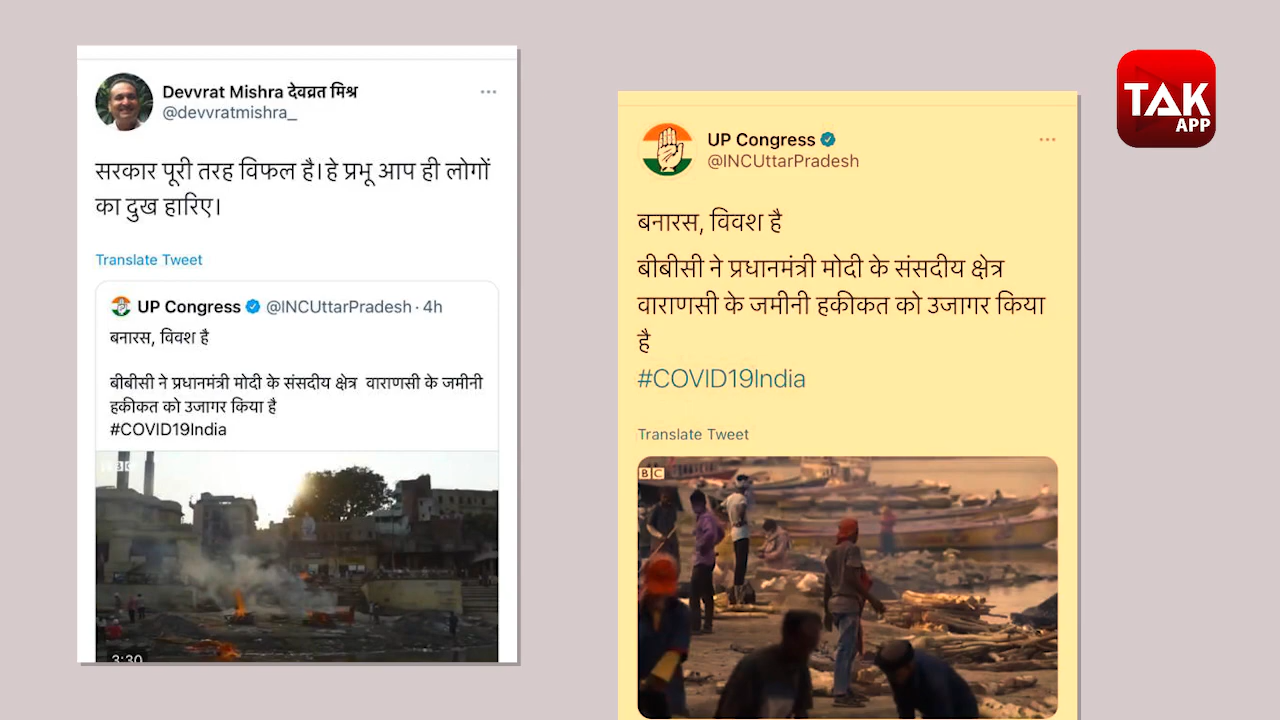 Devvrat Mishra देवव्रत मिश्र
@devvratmishra_
सरकार पूरी तरह विफल है।हे प्रभू आप ही लोगों
का दुख हारिए।
Translate Tweet
UP Congress @INCUttarPradesh · 4h
बनारस, विवश है
बीबीसी ने प्रधानमंत्री मोदी के संसदीय क्षेत्र वाराणसी के जमीनी
हकीकत को उजागर किया है
#COVID19India
BBC
3:30
UP Congress
@INCUttarPradesh
बनारस, विवश है
बीबीसी ने प्रधानमंत्री मोदी के संसदीय क्षेत्र
वाराणसी के जमीनी हकीकत को उजागर किया
है
#COVID19India
Translate Tweet
B C
TAK
APP